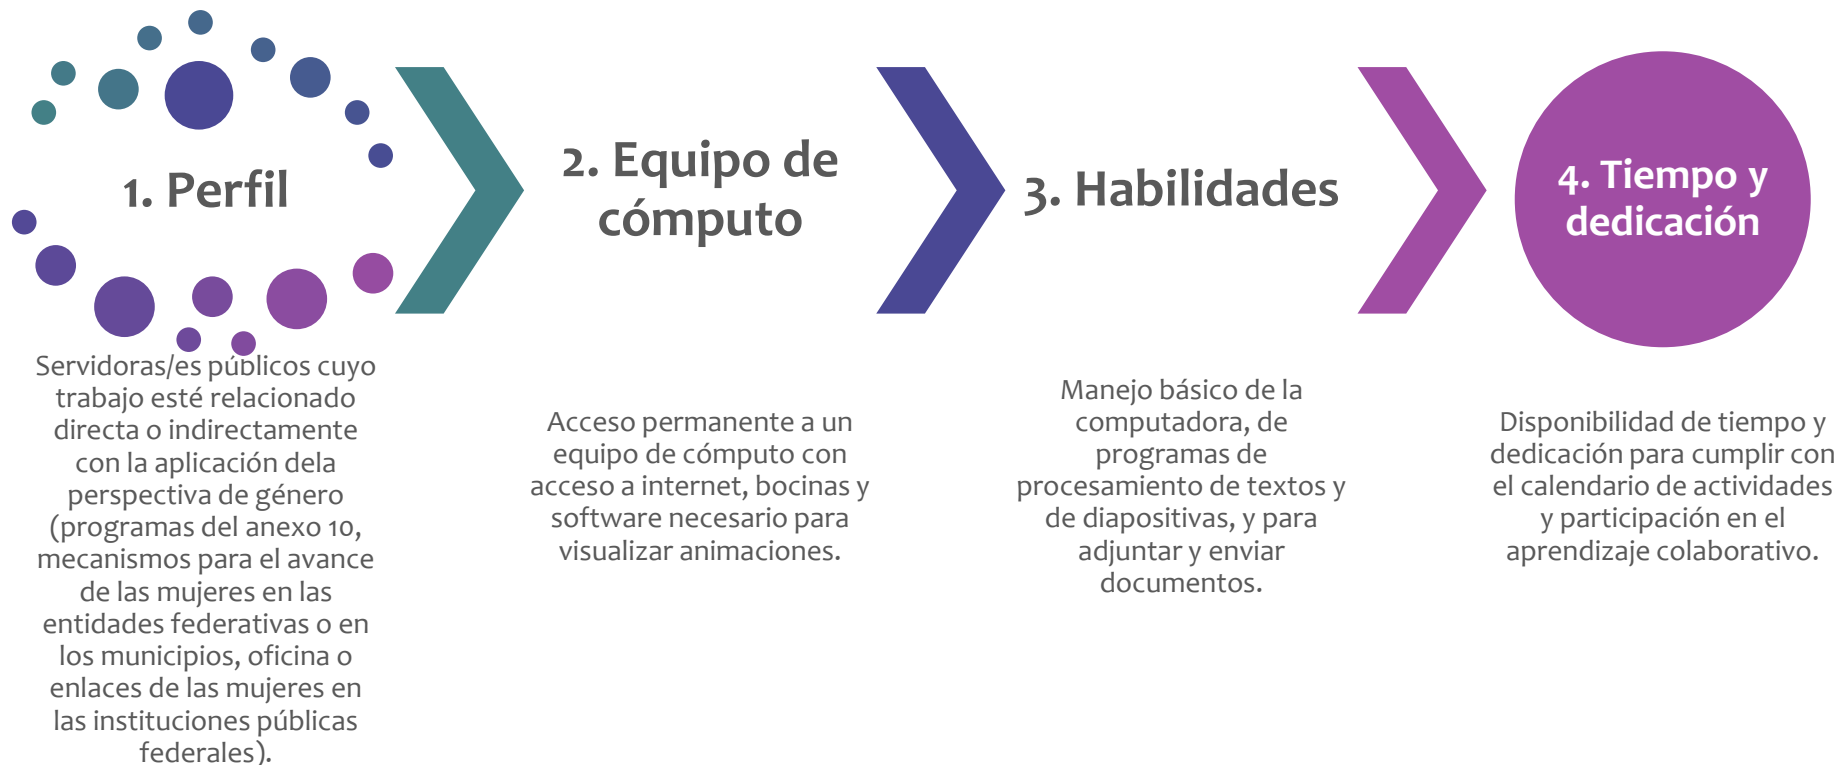 1. Perfil
Servidoras/es públicos cuyo
trabajo esté relacionado
directa o indirectamente
con la aplicación dela
perspectiva de género
(programas del anexo 10,
mecanismos para el avance
de las mujeres en las
entidades federativas o en
los municipios, oficina o
enlaces de las mujeres en
las instituciones públicas
federales).
2. Equipo de
cómputo
Acceso permanente a un
equipo de cómputo con
acceso a internet, bocinas y
software necesario para
visualizar animaciones.
3. Habilidades
Manejo básico de la
computadora, de
programas de
procesamiento de textos y
de diapositivas, y para
adjuntar y enviar
documentos.
4. Tiempo y
dedicación
Disponibilidad de tiempo y
dedicación para cumplir con
el calendario de actividades
y participación en el
aprendizaje colaborativo.